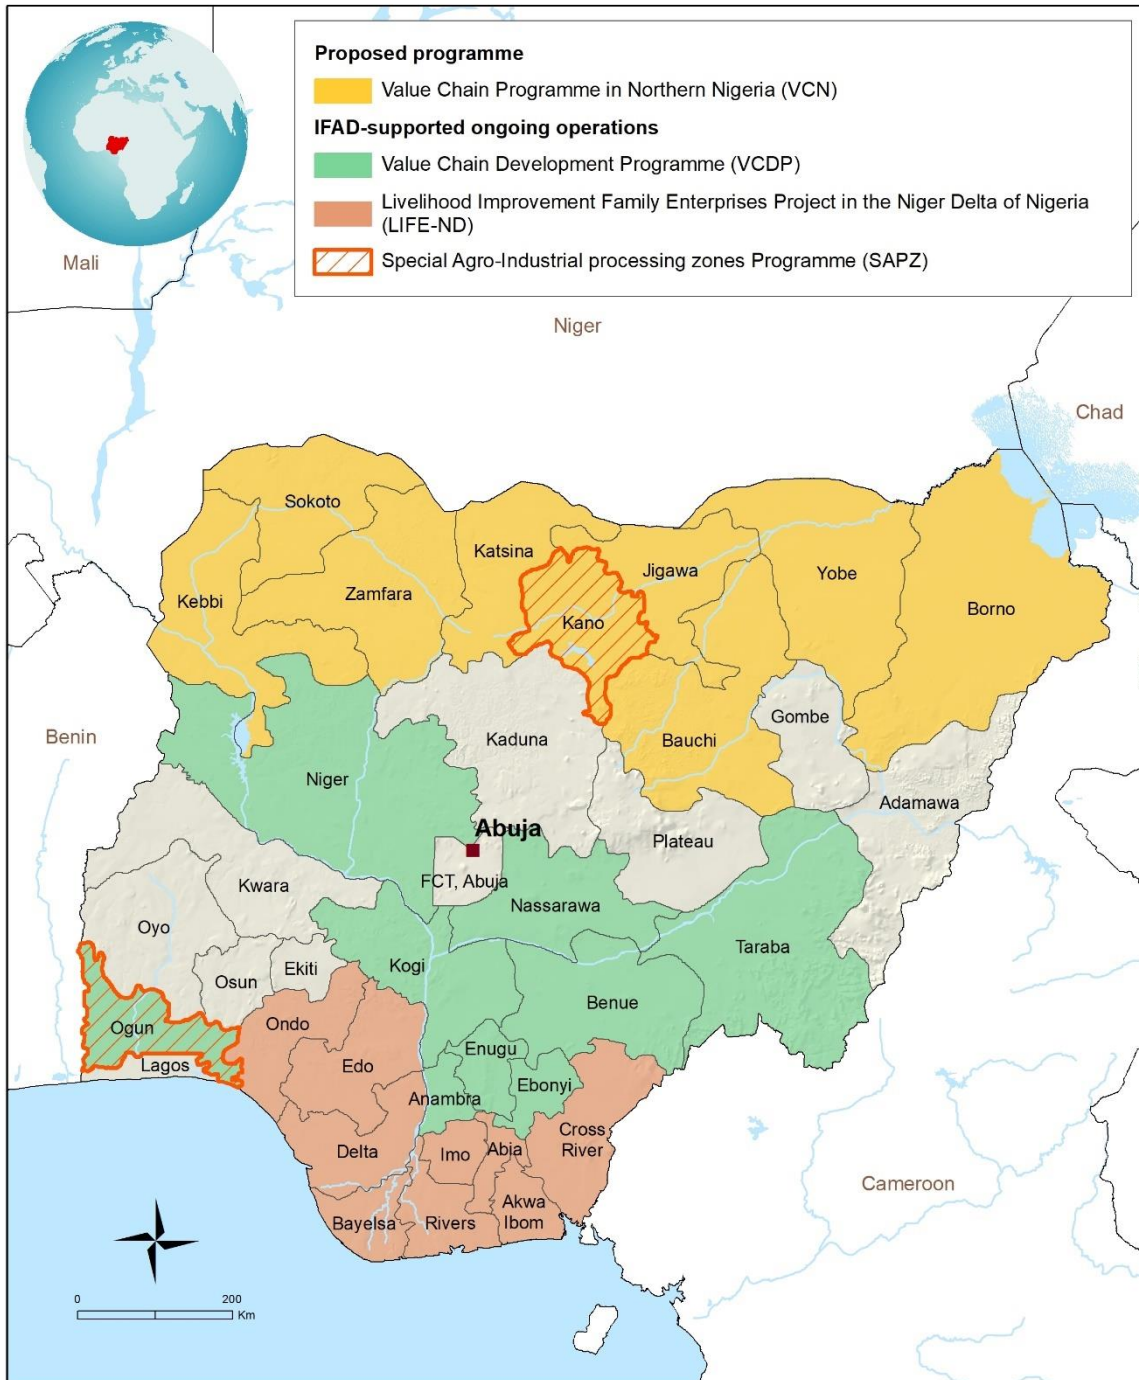 Proposed programme
Value Chain Programme in Northern Nigeria (VCN)
IFAD-supported ongoing operations
Value Chain Development Programme (VCDP)
Livelihood Improvement Family Enterprises Project in the Niger Delta of Nigeria
(LIFE-ND)
Special Agro-Industrial processing zones Programme (SAPZ)
Mali
Niger
Chad
Sokoto
Katsina
Jigawa
Yobe
Kebbi
Zamfara
Kano
Borno
Gombe
Benin
Kaduna
Bauchi
Niger
Adamawa
Abuja
Plateau
FCT, Abuja
Kwara
Nassarawa
Oyo
Taraba
Kogi
Osun
Ekiti
Benue
Ogun
Ondo
Enugu
Lagos
Edo
Ebonyi
Anambra
Cross
River
Delta
Imo
Abia
Cameroon
Akwa
Ibom
Bayelsa
Rivers
0
200
Km